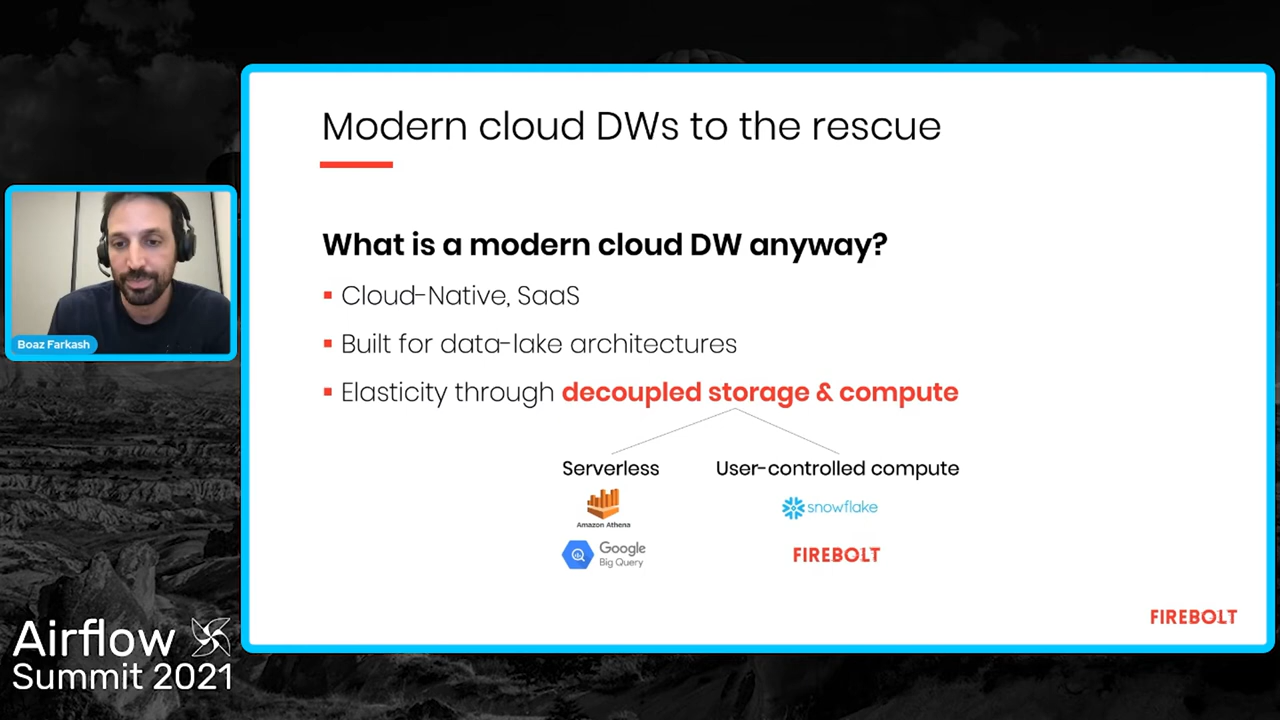 Modern cloud DWs to the rescue
What is a modern cloud DW anyway?
Cloud-Native, SaaS
Built for data-lake architectures
Elasticity through decoupled storage & compute
Serverless
User-controlled compute
Amazon Athena
snowflake
Google
Big Query
FIREBOLT
FIREBOLT
Boaz Farkash
Airflow
Summit 2021